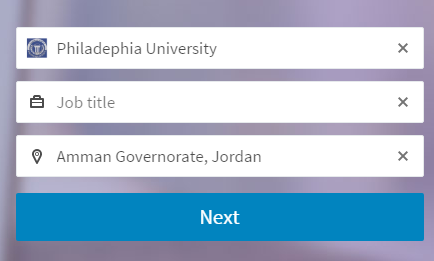 Philadephia University
Job title
Amman Governorate, Jordan
Next